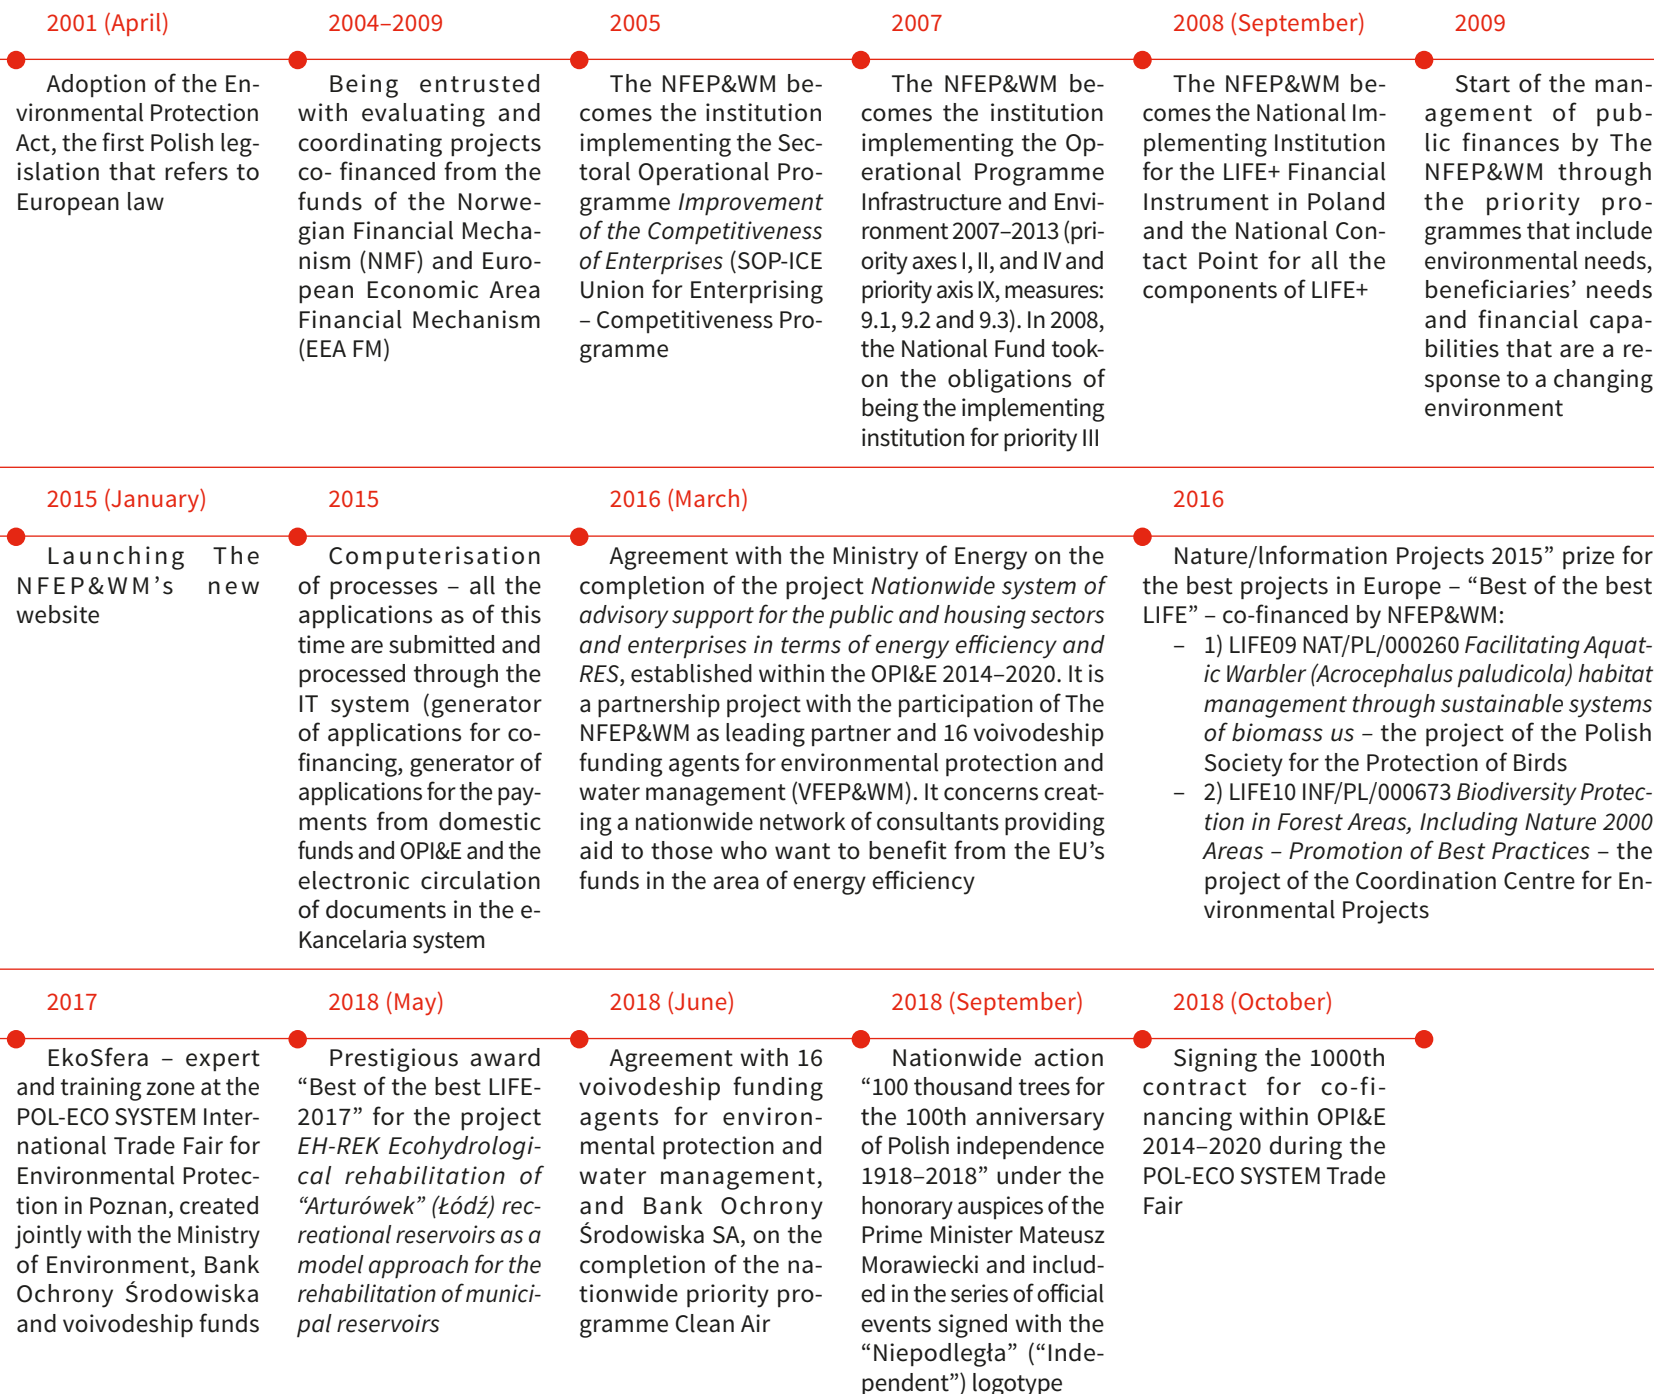 2001 (April)
Adoption of the En-
vironmental Protection
Act, the first Polish leg-
islation that refers to
European law
2004–2009
Being entrusted
with evaluating and
coordinating projects
co- financed from the
funds of the Norwe-
gian Financial Mecha-
nism (NMF) and Euro-
pean Economic Area
Financial Mechanism
(EEA FM)
2005
The NFEP&WM be-
comes the institution
implementing the Sec-
toral Operational Pro-
gramme Improvement
of the Competitiveness
of Enterprises (SOP-ICE
Union for Enterprising
– Competitiveness Pro-
gramme
2007
The NFEP&WM be-
comes the institution
implementing the Op-
erational Programme
Infrastructure and Envi-
ronment 2007–2013 (pri-
ority axes I, II, and IV and
priority axis IX, measures:
9.1, 9.2 and 9.3). In 2008,
the National Fund took-
on the obligations of
being the implementing
institution for priority III
2008 (September)
The NFEP&WM be-
comes the National Im-
plementing Institution
for the LIFE+ Financial
Instrument in Poland
and the National Con-
tact Point for all the
components of LIFE+
2009
Start of the man-
agement of pub-
lic finances by The
NFEP&WM through
the priority pro-
grammes that include
environmental needs,
beneficiaries’ needs
and financial capa-
bilities that are a re-
sponse to a changing
environment
2015 (January)
Launching The
NFEP&WM’s new
website
2015
Computerisation
of processes – all the
applications as of this
time are submitted and
processed through the
IT system (generator
of applications for co-
financing, generator of
applications for the pay-
ments from domestic
funds and OPI&E and the
electronic circulation
of documents in the e-
Kancelaria system
2016 (March)
Agreement with the Ministry of Energy on the
completion of the project Nationwide system of
advisory support for the public and housing sectors
and enterprises in terms of energy efficiency and
RES, established within the OPI&E 2014–2020. It is
a partnership project with the participation of The
NFEP&WM as leading partner and 16 voivodeship
funding agents for environmental protection and
water management (VFEP&WM). It concerns creat-
ing a nationwide network of consultants providing
aid to those who want to benefit from the EU’s
funds in the area of energy efficiency
2016
Nature/Information Projects 2015” prize for
the best projects in Europe – “Best of the best
LIFE” – co-financed by NFEP&WM:
– 1) LIFE09 NAT/PL/000260 Facilitating Aquat-
ic Warbler (Acrocephalus paludicola) habitat
management through sustainable systems
of biomass us – the project of the Polish
Society for the Protection of Birds
– 2) LIFE10 INF/PL/000673 Biodiversity Protec-
tion in Forest Areas, Including Nature 2000
Areas – Promotion of Best Practices – the
project of the Coordination Centre for En-
vironmental Projects
2017
EkoSfera – expert
and training zone at the
POL-ECO SYSTEM Inter-
national Trade Fair for
Environmental Protec-
tion in Poznan, created
jointly with the Ministry
of Environment, Bank
Ochrony Środowiska
and voivodeship funds
2018 (May)
Prestigious award
“Best of the best LIFE-
2017” for the project
EH-REK Ecohydrologi-
cal rehabilitation of
“Arturówek” (Łódź) rec-
reational reservoirs as a
model approach for the
rehabilitation of munici-
pal reservoirs
2018 (June)
Agreement with 16
voivodeship funding
agents for environ-
mental protection and
water management,
and Bank Ochrony
Środowiska SA, on the
completion of the na-
tionwide priority pro-
gramme Clean Air
2018 (September)
Nationwide action
“100 thousand trees for
the 100th anniversary
of Polish independence
1918–2018” under the
honorary auspices of the
Prime Minister Mateusz
Morawiecki and includ-
ed in the series of official
events signed with the
“Niepodległa” (“Inde-
pendent”) logotype
2018 (October)
Signing the 1000th
contract for co-fi-
nancing within OPI&E
2014–2020 during the
POL-ECO SYSTEM Trade
Fair